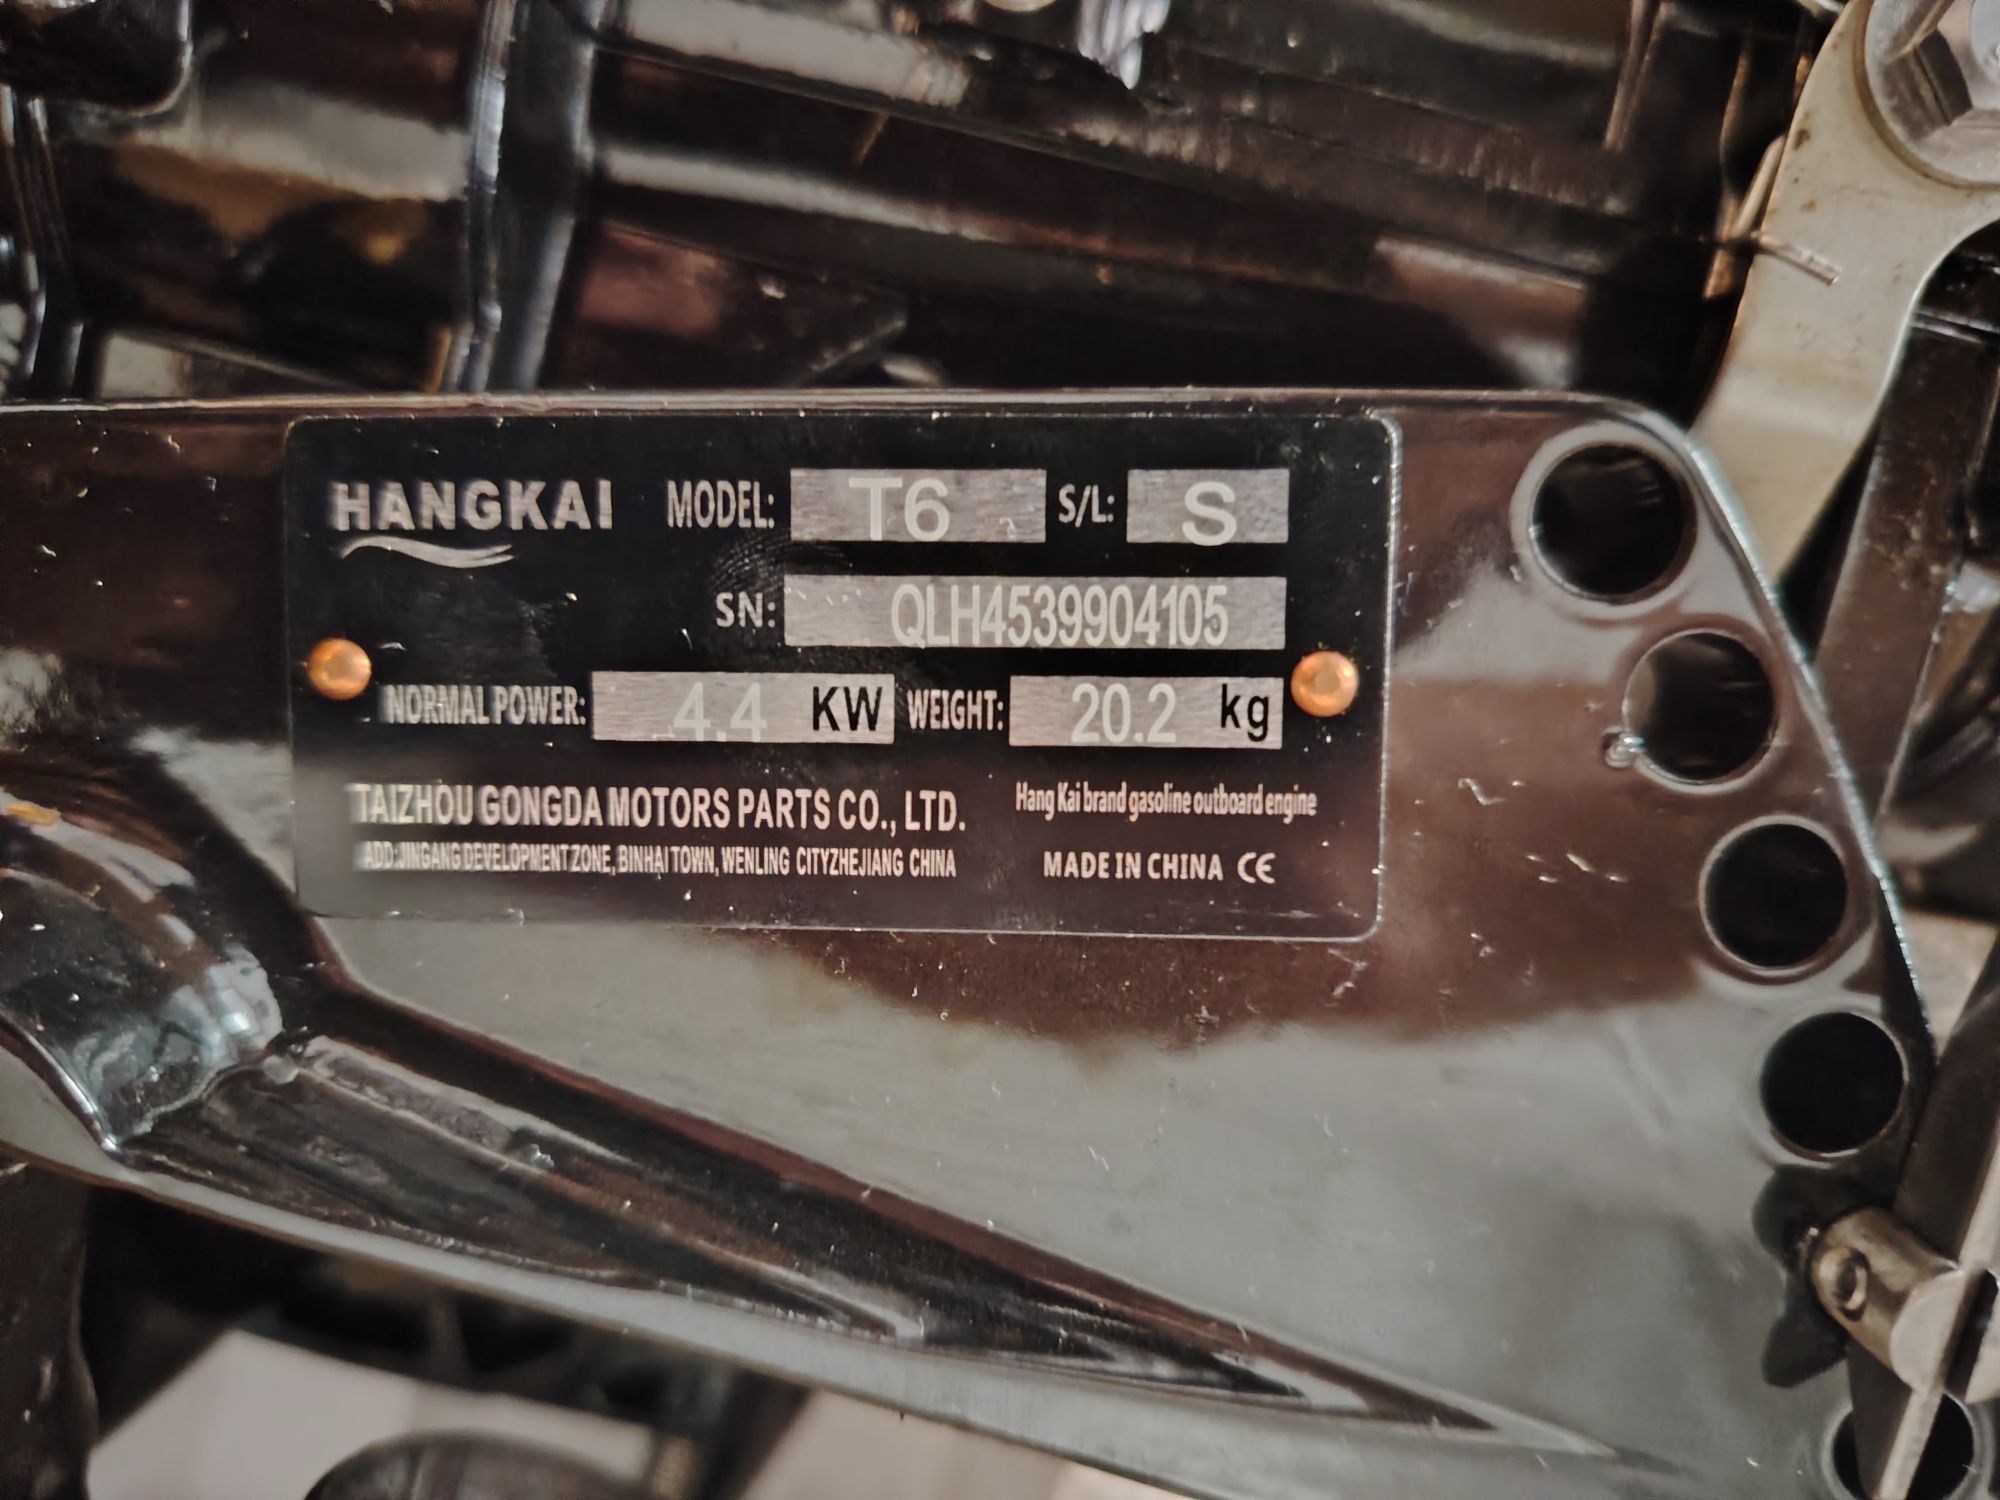 HANGKAI MODEL: T6 S/L: S
SN: QLH4539904105
NORMAL POWER: 4.4 KW WEIGHT: 20.2 kg
TAIZHOU GONGDA MOTORS PARTS CO., LTD. Hang Kai brand gasoline outboard engine
ADD:JINGANG DEVELOPMENT ZONE, BINHAI TOWN, WENLING CITYZHEJIANG CHINA MADE IN CHINA CE